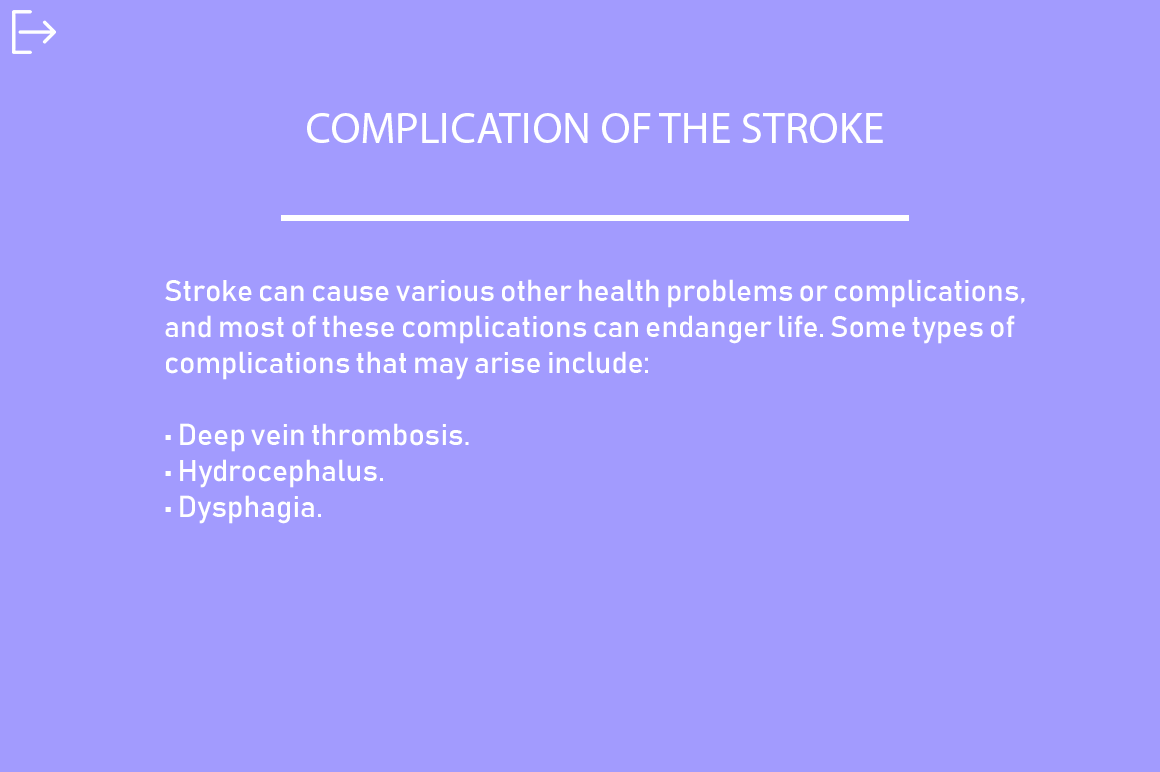 COMPLICATION OF THE STROKE
Stroke can cause various other health problems or complications,
and most of these complications can endanger life. Some types of
complications that may arise include:
▪ Deep vein thrombosis.
▪ Hydrocephalus.
▪ Dysphagia.